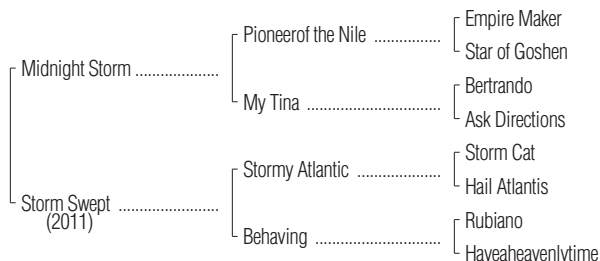 Empire Maker
Pioneerof the Nile ..................
Star of Goshen
Midnight Storm ...................
Bertrando
My Tina ..............................
Ask Directions
Storm Cat
Stormy Atlantic ...................
Hail Atlantis
Storm Swept .......................
(2011)
Rubiano
Behaving ............................
Haveaheavenlytime